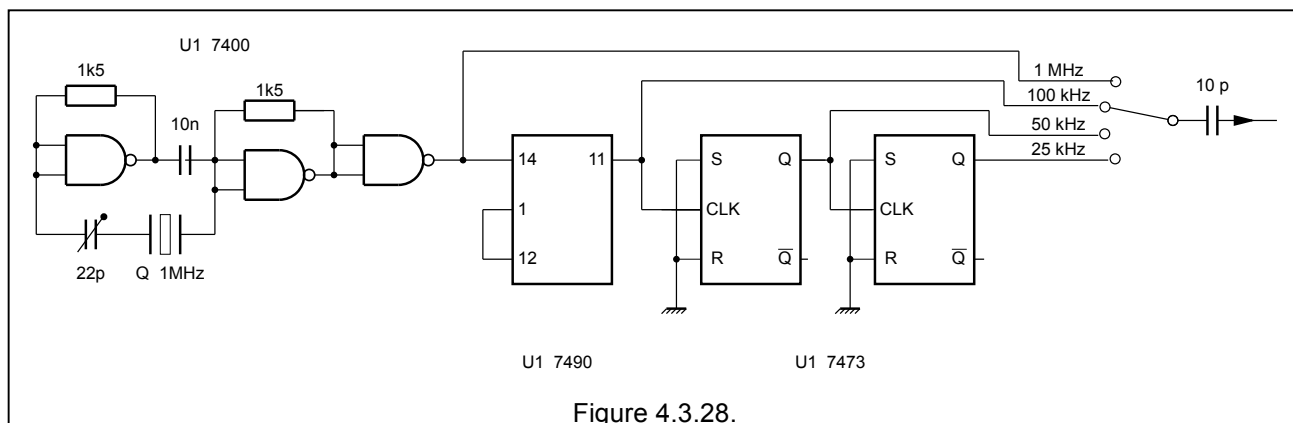 U1 7400
1k5
1k5
10n
22p
Q 1MHz
14
11
1
12
S
Q
CLK
R
Q
S
Q
CLK
R
Q
1 MHz
100 kHz
50 kHz
25 kHz
10 p
U1 7490
U1 7473
Figure 4.3.28.